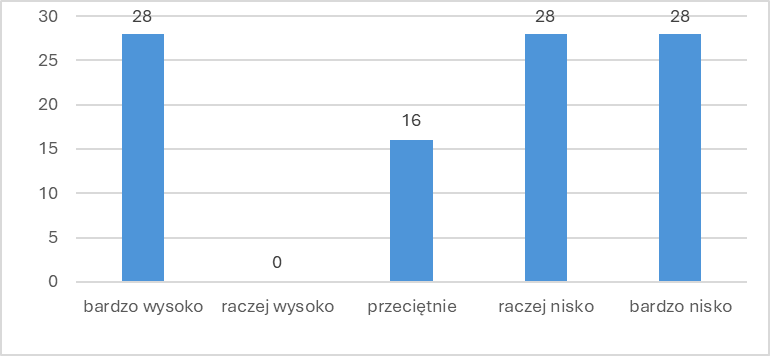 30
25
20
15
10
5
0
28
0
16
28
28
bardzo wysoko
raczej wysoko
przeciętnie
raczej nisko
bardzo nisko